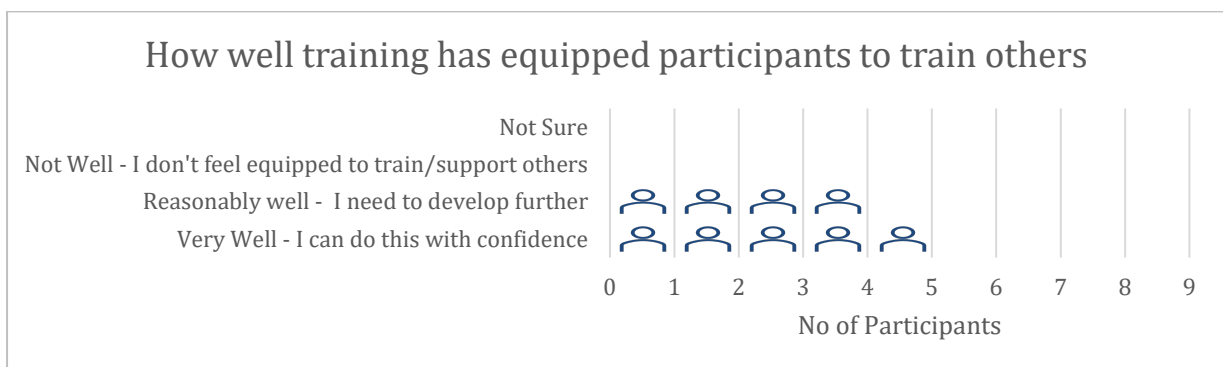 How well training has equipped participants to train others
Not Sure
Not Well - I don't feel equipped to train/support others
Reasonably well -  I need to develop further
Very Well - I can do this with confidence
0 1 2 3 4 5 6 7 8 9
No of Participants